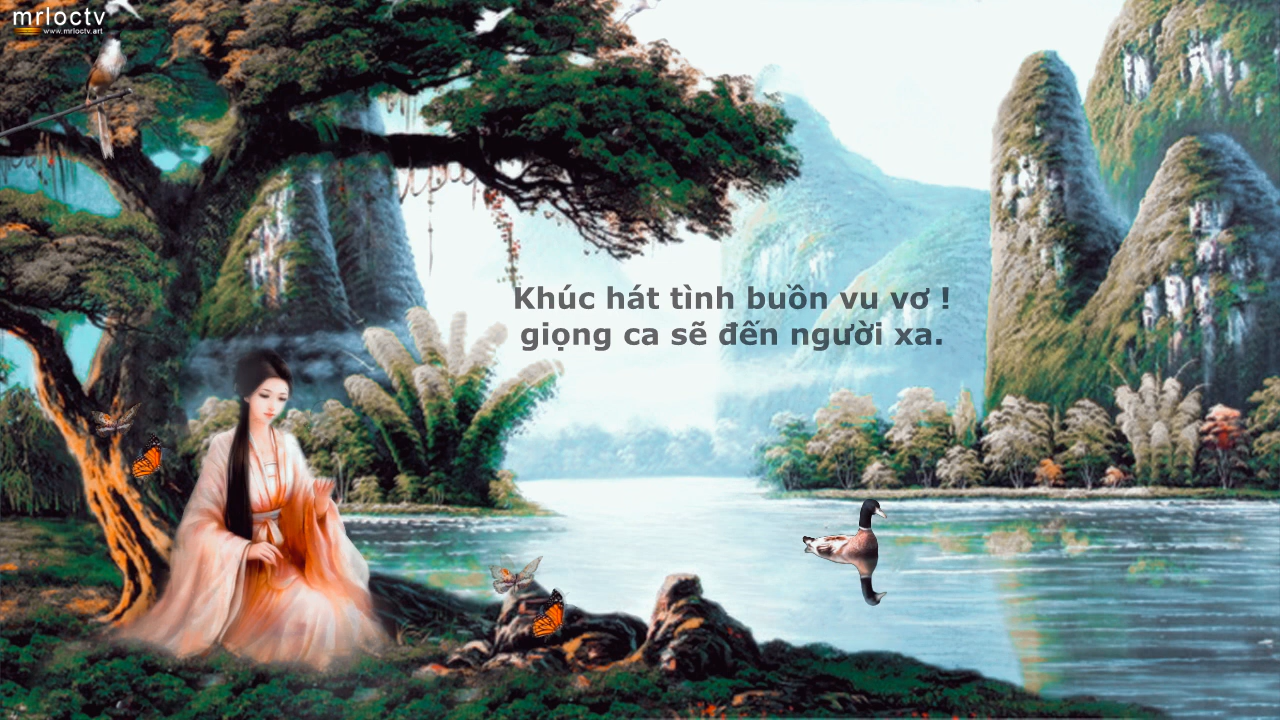 mrloctv
www.mrloctv.art
Khúc hát tình buồn vu vơ !
giọng ca sẽ đến người xa.